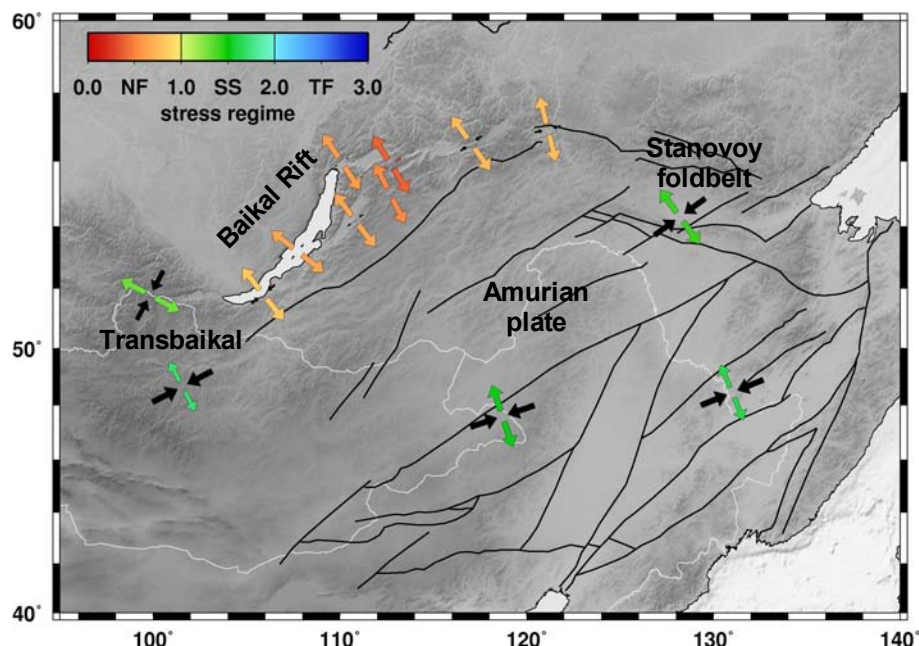 60°
0.0 NF 1.0 SS 2.0 TF 3.0
stress regime
Baikal Rift
Stanovoy
foldbelt
Amurian
plate
Transbaikal
50°
40°
100° 110° 120° 130° 140°